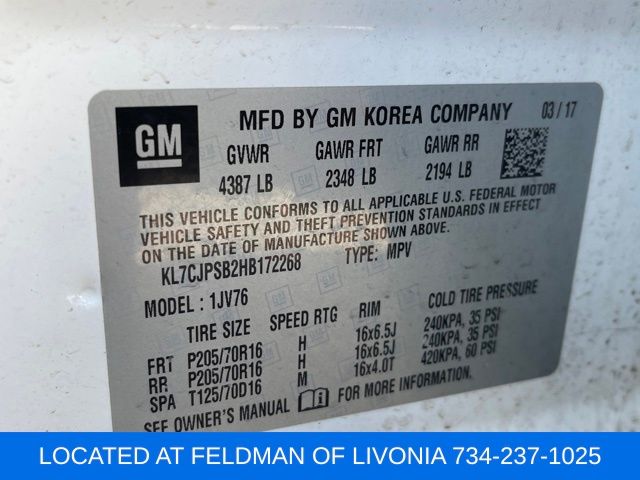 GM
MFD BY GM KOREA COMPANY 03/17
GVWR GAWR FRT GAWR RR
4387 LB 2348 LB 2194 LB
THIS VEHICLE CONFORMS TO ALL APPLICABLE U.S. FEDERAL MOTOR
VEHICLE SAFETY AND THEFT PREVENTION STANDARDS IN EFFECT
ON THE DATE OF MANUFACTURE SHOWN ABOVE.
KL7CJPSB2HB172268 TYPE: MPV
MODEL : 1JV76
TIRE SIZE SPEED RTG RIM COLD TIRE PRESSURE
FRT P205/70R16 H 16x6.5J 240KPA, 35 PSI
RR P205/70R16 H 16x6.5J 240KPA, 35 PSI
SPA T125/70D16 M 16x4.0T 420KPA, 60 PSI
SEE OWNER'S MANUAL FOR MORE INFORMATION
LOCATED AT FELDMAN OF LIVONIA 734-237-1025